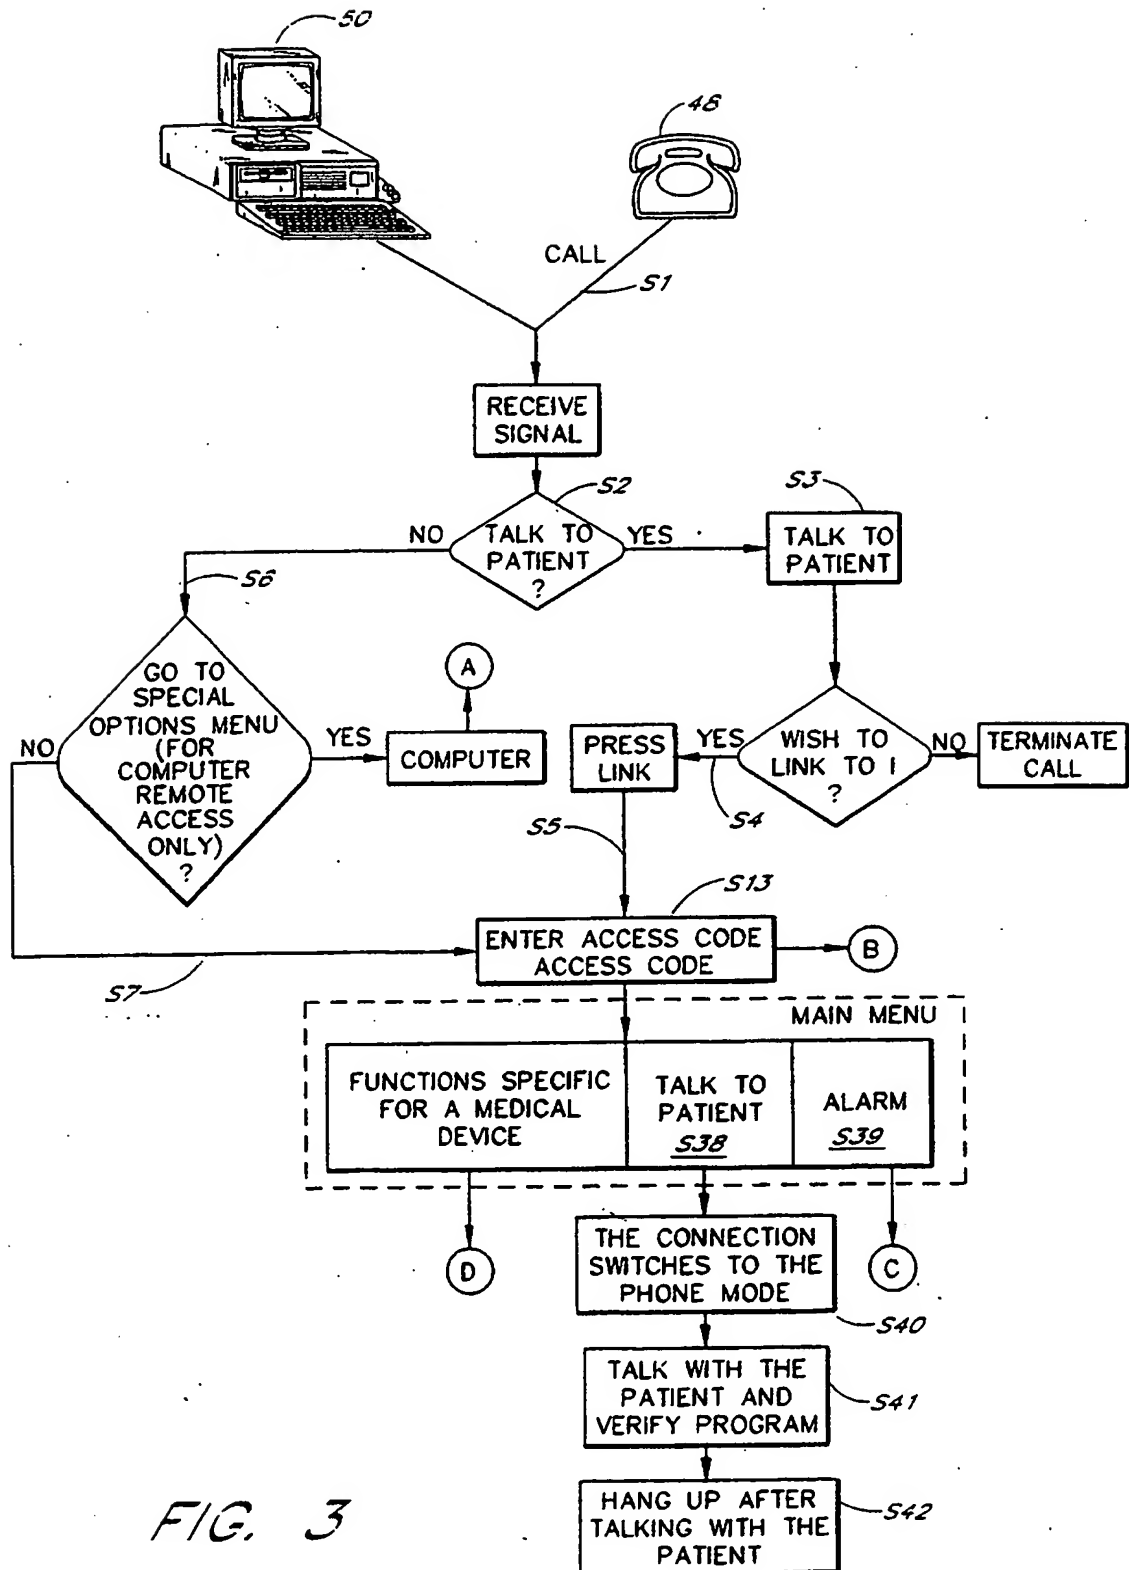 50
48
CALL
S1
RECEIVE
SIGNAL
S2
S3
NO
TALK TO
PATIENT
?
YES
TALK TO
PATIENT
S6
GO TO
SPECIAL
OPTIONS MENU
(FOR
COMPUTER
REMOTE
ACCESS
ONLY)
?
NO
YES
A
COMPUTER
PRESS
LINK
YES
WISH TO
LINK TO I
?
NO
TERMINATE
CALL
S4
S5
S13
ENTER ACCESS CODE
ACCESS CODE
B
S7
MAIN MENU
FUNCTIONS SPECIFIC
FOR A MEDICAL
DEVICE
TALK TO
PATIENT
S38
ALARM
S39
D
THE CONNECTION
SWITCHES TO THE
PHONE MODE
C
S40
TALK WITH THE
PATIENT AND
VERIFY PROGRAM
S41
HANG UP AFTER
TALKING WITH THE
PATIENT
S42
FIG. 3